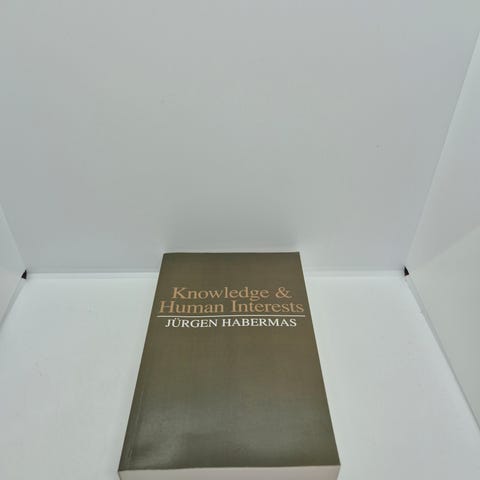 Knowledge &
Human Interests
JÜRGEN HABERMAS